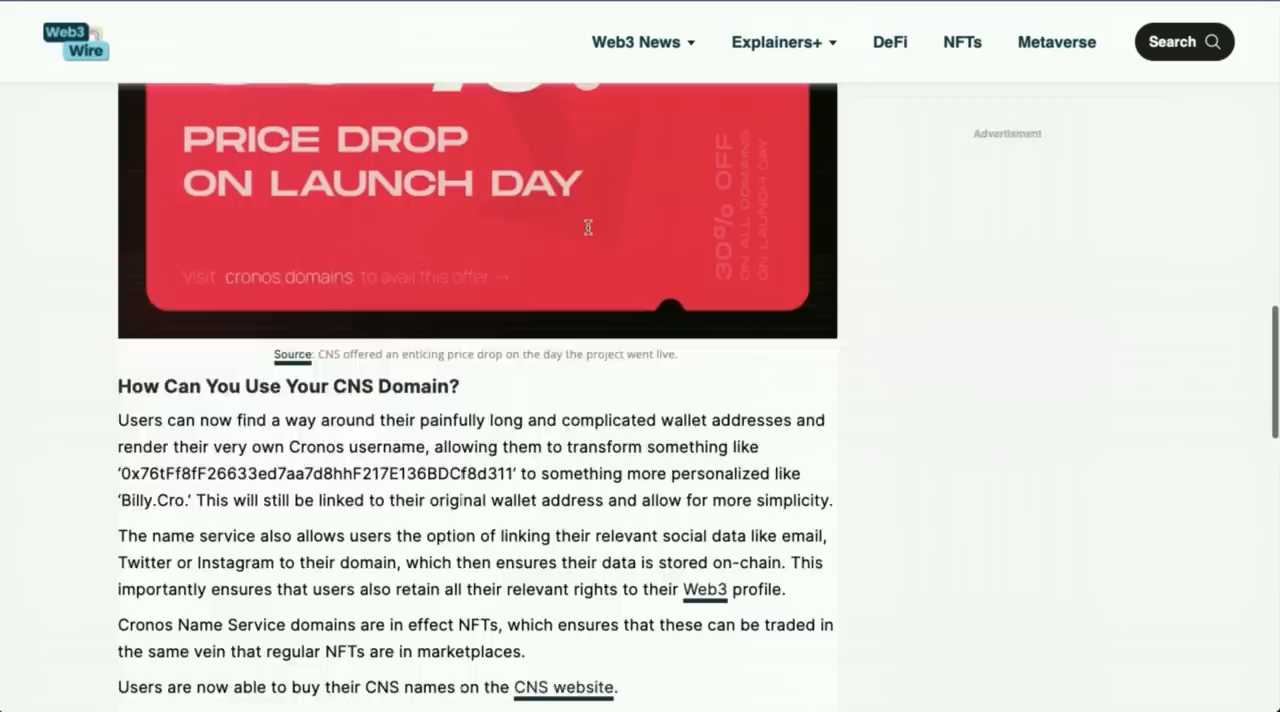 Web3
Wire
Web3 News
Explainers+
DeFi
NFTs
Metaverse
Search
Advertisment
PRICE DROP
ON LAUNCH DAY
30% OFF
ON ALL DOMAINS
ON LAUNCH DAY
Visit cronos.domains to avail this offer →
Source: CNS offered an enticing price drop on the day the project went live.
How Can You Use Your CNS Domain?
Users can now find a way around their painfully long and complicated wallet addresses and
render their very own Cronos username, allowing them to transform something like
‘0x76tFf8fF26633ed7aa7d8hhF217E136BDCf8d311’ to something more personalized like
‘Billy.Cro.’ This will still be linked to their original wallet address and allow for more simplicity.
The name service also allows users the option of linking their relevant social data like email,
Twitter or Instagram to their domain, which then ensures their data is stored on-chain. This
importantly ensures that users also retain all their relevant rights to their Web3 profile.
Cronos Name Service domains are in effect NFTs, which ensures that these can be traded in
the same vein that regular NFTs are in marketplaces.
Users are now able to buy their CNS names on the CNS website.